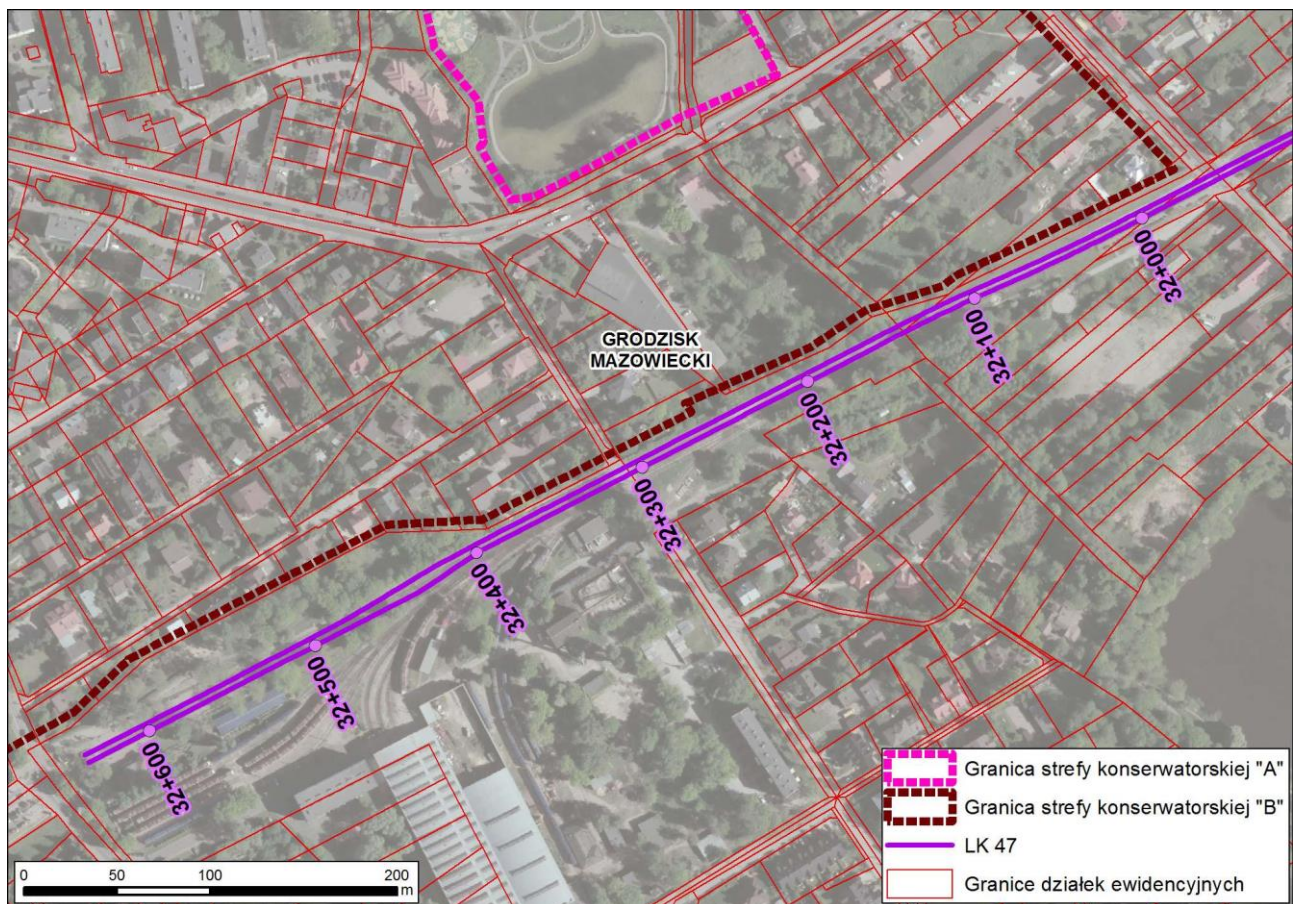 GRODZISK
MAZOWIECKI
32+000
32+100
32+200
32+300
32+400
32+500
32+600
Granica strefy konserwatorskiej "A"
Granica strefy konserwatorskiej "B"
LK 47
Granice działek ewidencyjnych
0 50 100 200
m